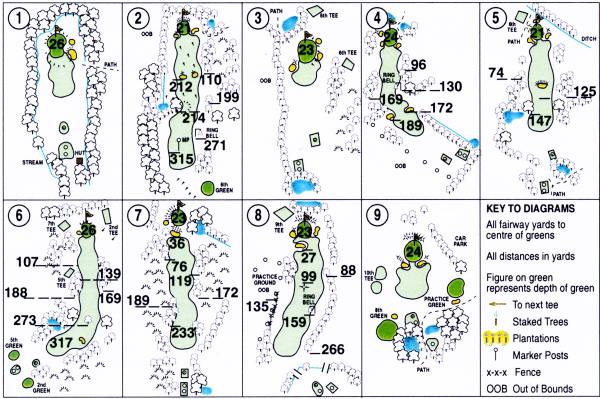 1
26
PATH
STREAM
HUT
2
21
OOB
212
110
199
214
MP
RING
BELL
271
315
6th
GREEN
3
PATH
4th
TEE
23
6th TEE
OOB
4
24
96
RING
BELL
130
169
172
189
OOB
5
6th
TEE
21
PATH
DITCH
74
125
147
PATH
6
7th
TEE
26
2nd
TEE
107
5th
TEE
139
188
169
273
317
5th
GREEN
2nd
GREEN
7
23
36
76
119
189
172
233
8
9th
TEE
23
27
PRACTICE
GROUND
OOB
99
88
RING
BELL
135
159
266
9
24
CAR
PARK
10th
TEE
PRACTICE
GREEN
8th
GREEN
PATH
KEY TO DIAGRAMS
All fairway yards to
centre of greens
All distances in yards
Figure on green
represents depth of green
To next tee
Staked Trees
Plantations
Marker Posts
x-x-x Fence
OOB Out of Bounds